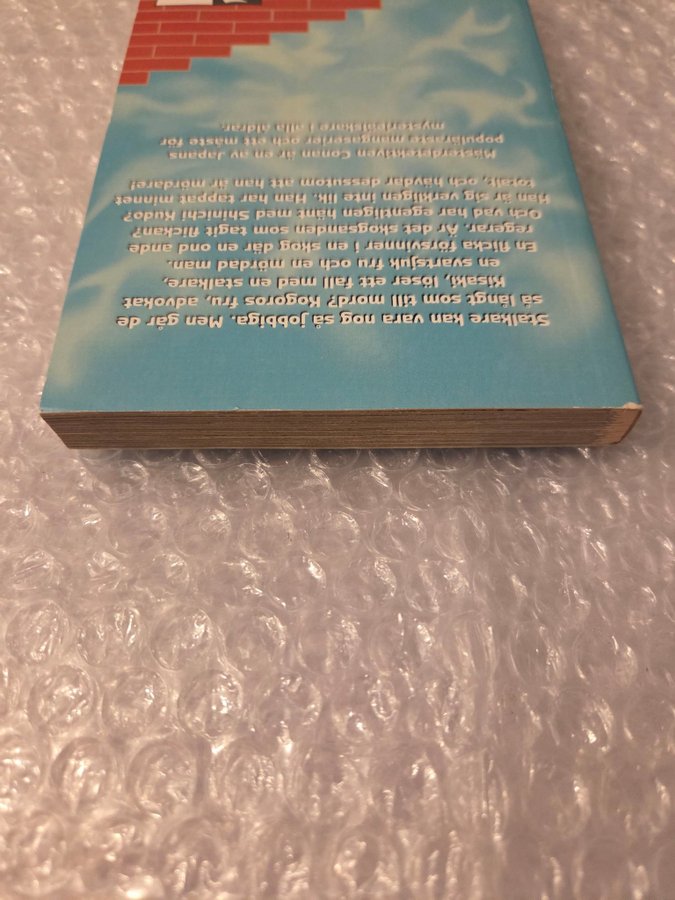 Stalkare kan vara nog så jobbiga. Men går de
så långt som till mord? Kogoros fru, advokat
Kisaki, löser ett fall med en stalkare,
en svartsjuk fru och en mördad man.
En flicka försvinner i en skog där en ond ande
regerar. Är det skogsanden som tagit flickan?
Och vad har egentligen hänt med Shinichi Kudo?
Han är sig verkligen inte lik. Han har tappat minnet
totalt, och hävdar dessutom att han är mördare!
Mästerdetektiven Conan är en av Japans
populäraste mangaserier och ett måste för
mysterieälskare i alla åldrar.